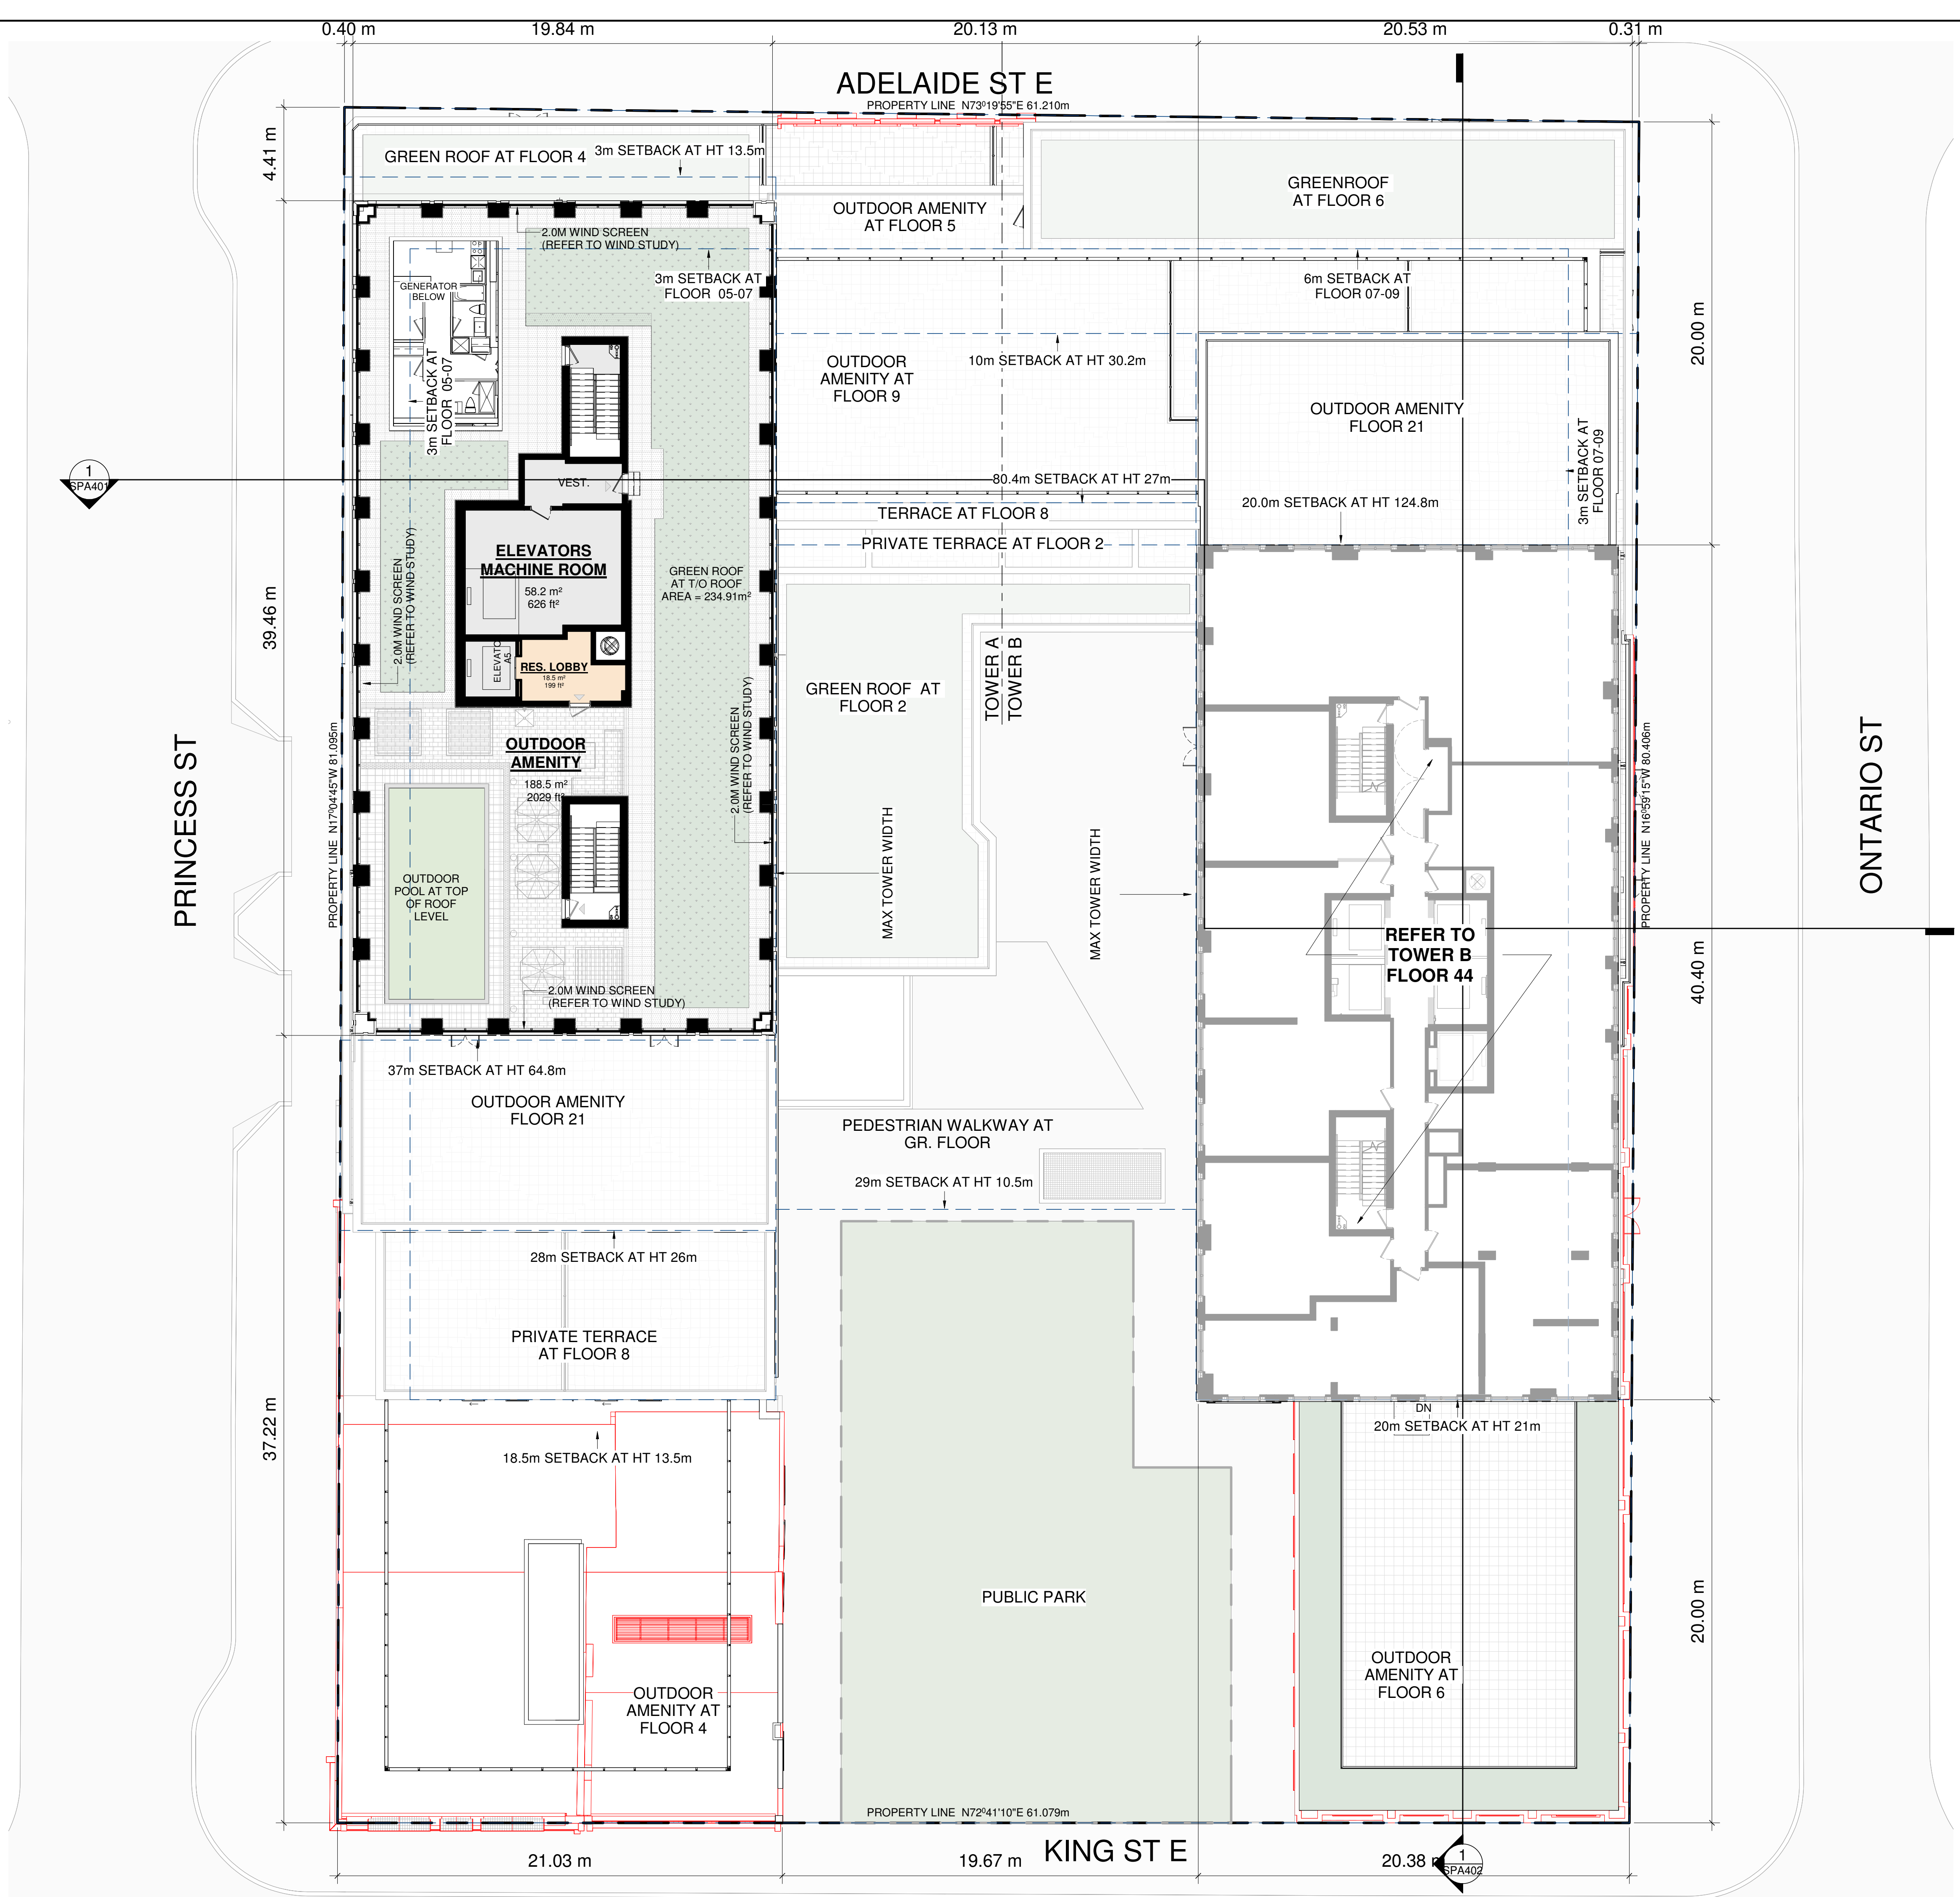 0.40 m
19.84 m
20.13 m
20.53 m
0.31 m
ADELAIDE ST E
PROPERTY LINE N73º19'55"E 61.210m
4.41 m
GREEN ROOF AT FLOOR 4
3m SETBACK AT HT 13.5m
GREENROOF
AT FLOOR 6
OUTDOOR AMENITY
AT FLOOR 5
2.0M WIND SCREEN
(REFER TO WIND STUDY)
3m SETBACK AT
FLOOR 05-07
6m SETBACK AT
FLOOR 07-09
GENERATOR
BELOW
3m SETBACK AT
FLOOR 05-07
20.00 m
10m SETBACK AT HT 30.2m
OUTDOOR
AMENITY AT
FLOOR 9
OUTDOOR AMENITY
FLOOR 21
3m SETBACK AT
FLOOR 07-09
1
SPA401
VEST.
80.4m SETBACK AT HT 27m
20.0m SETBACK AT HT 124.8m
TERRACE AT FLOOR 8
PRIVATE TERRACE AT FLOOR 2
ELEVATORS
MACHINE ROOM
58.2 m²
626 ft²
GREEN ROOF
AT T/O ROOF
AREA = 234.91m²
2.0M WIND SCREEN
(REFER TO WIND STUDY)
39.46 m
ELEVATO
A5
RES. LOBBY
18.5 m²
199 ft²
TOWER A
TOWER B
GREEN ROOF AT
FLOOR 2
2.0M WIND SCREEN
(REFER TO WIND STUDY)
OUTDOOR
AMENITY
188.5 m²
2029 ft²
PRINCESS ST
PROPERTY LINE N17º04'45"W 81.095m
PROPERTY LINE N16º59'15"W 80.406m
ONTARIO ST
MAX TOWER WIDTH
MAX TOWER WIDTH
OUTDOOR
POOL AT TOP
OF ROOF
LEVEL
REFER TO
TOWER B
FLOOR 44
40.40 m
2.0M WIND SCREEN
(REFER TO WIND STUDY)
37m SETBACK AT HT 64.8m
OUTDOOR AMENITY
FLOOR 21
PEDESTRIAN WALKWAY AT
GR. FLOOR
29m SETBACK AT HT 10.5m
28m SETBACK AT HT 26m
PRIVATE TERRACE
AT FLOOR 8
DN
20m SETBACK AT HT 21m
37.22 m
18.5m SETBACK AT HT 13.5m
PUBLIC PARK
20.00 m
OUTDOOR
AMENITY AT
FLOOR 6
OUTDOOR
AMENITY AT
FLOOR 4
PROPERTY LINE N72º41'10"E 61.079m
KING ST E
21.03 m
19.67 m
20.38 m
1
SPA402